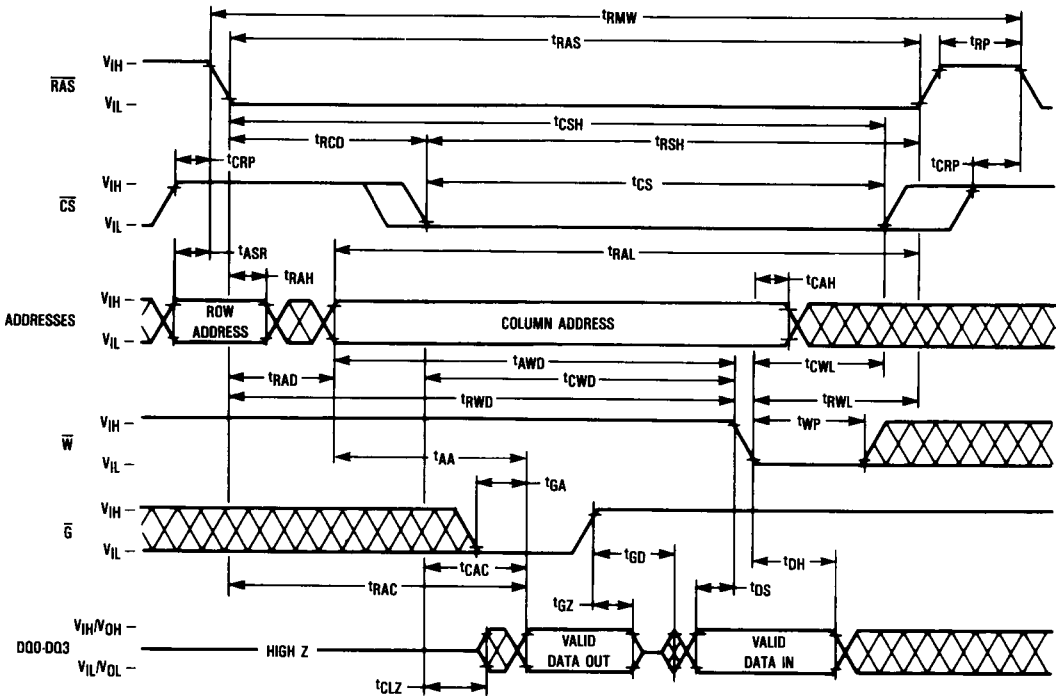 tRMW
tRAS
tRP
VIH
RAS
VIL
tCSH
tRCD
tRSH
tCRP
tCRP
VIH
CS
VIL
tCS
tASR
tRAL
tRAH
tCAH
VIH
ADDRESSES
VIL
ROW
ADDRESS
COLUMN ADDRESS
tAWD
tRAD
tCWD
tCWL
tRWD
tRWL
VIH
W
VIL
tWP
tAA
tGA
VIH
G
VIL
tGD
tDH
tCAC
tRAC
tGZ
tDS
VIH/VOH
DQ0-DQ3
VIL/VOL
HIGH Z
VALID
DATA OUT
VALID
DATA IN
tCLZ